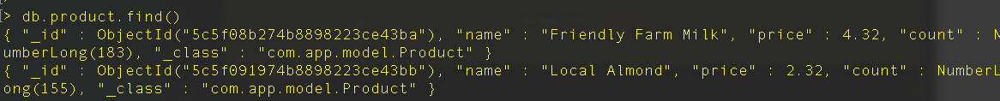 > db.product.find()
{ "_id" : ObjectId("5c5f08b274b8898223ce43ba"), "name" : "Friendly Farm Milk", "price" : 4.32, "count" : N
umberLong(183), "_class" : "com.app.model.Product" }
{ "_id" : ObjectId("5c5f091974b8898223ce43bb"), "name" : "Local Almond", "price" : 2.32, "count" : NumberL
ong(155), "_class" : "com.app.model.Product" }